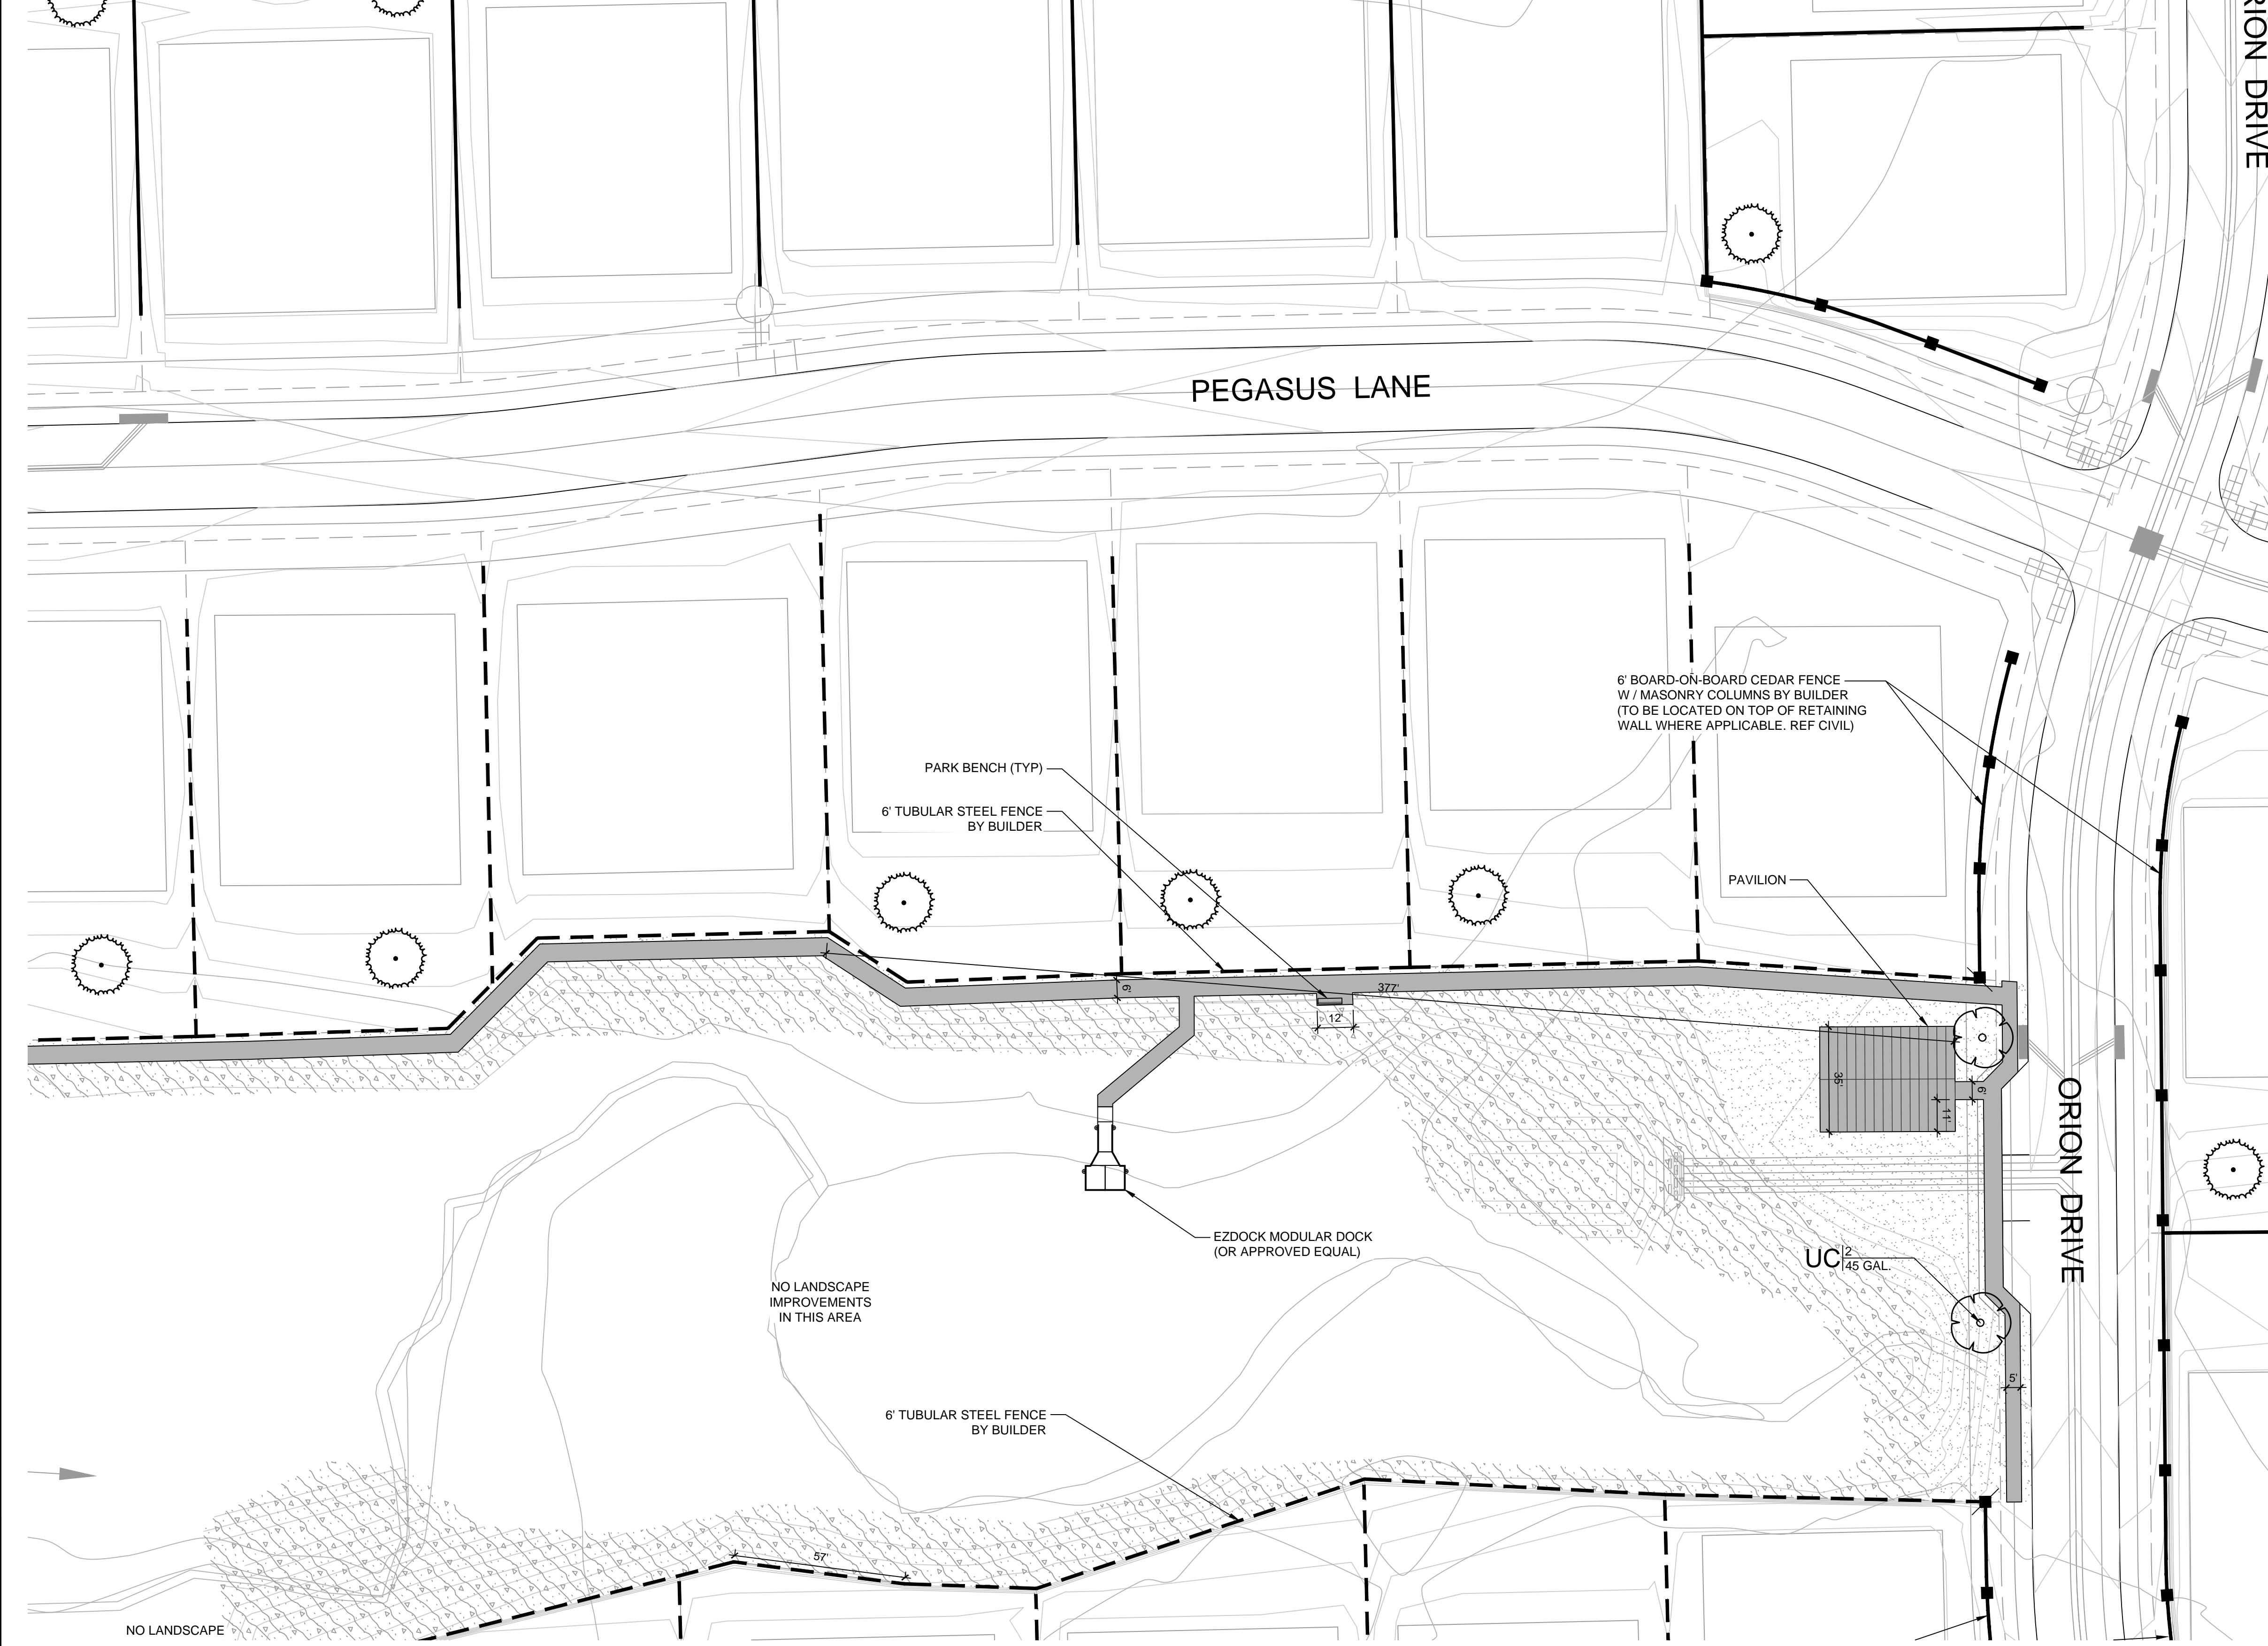 ORION DRIVE
PEGASUS LANE
6' BOARD-ON-BOARD CEDAR FENCE
W / MASONRY COLUMNS BY BUILDER
(TO BE LOCATED ON TOP OF RETAINING
WALL WHERE APPLICABLE. REF CIVIL)
PARK BENCH (TYP)
6' TUBULAR STEEL FENCE
BY BUILDER
PAVILION
6'
377'
12'
35'
6'
11'
ORION DRIVE
EZDOCK MODULAR DOCK
(OR APPROVED EQUAL)
UC 2
45 GAL.
NO LANDSCAPE
IMPROVEMENTS
IN THIS AREA
5'
6' TUBULAR STEEL FENCE
BY BUILDER
57'
NO LANDSCAPE